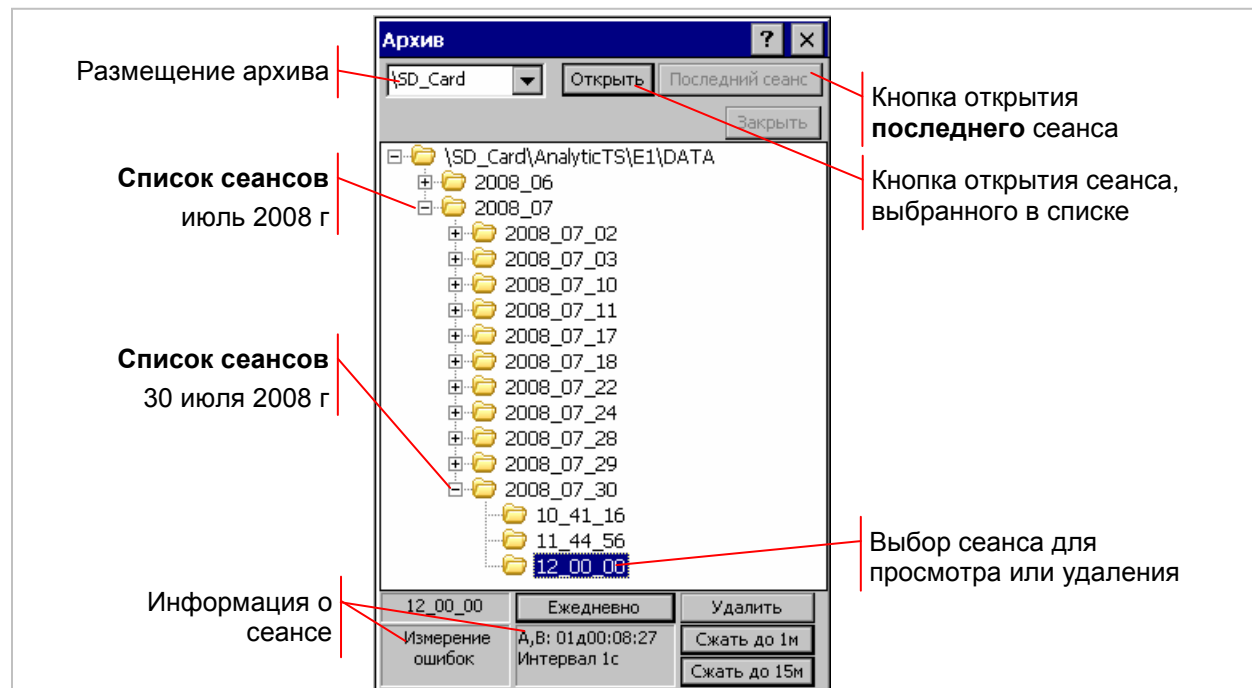 Архив
? ×
Размещение архива
\SD_Card
Открыть
Последний сеанс
Закрыть
Кнопка открытия
последнего сеанса
Кнопка открытия сеанса,
выбранного в списке
\SD_Card\AnalyticTS\E1\DATA
2008_06
Список сеансов
июль 2008 г
2008_07
2008_07_02
2008_07_03
2008_07_10
2008_07_11
2008_07_17
2008_07_18
2008_07_22
2008_07_24
2008_07_28
2008_07_29
Список сеансов
30 июля 2008 г
2008_07_30
10_41_16
11_44_56
12_00_00
Выбор сеанса для
просмотра или удаления
Информация о
сеансе
12_00_00
Ежедневно
Удалить
Измерение
ошибок
A,B: 01д00:08:27
Интервал 1с
Сжать до 1м
Сжать до 15м